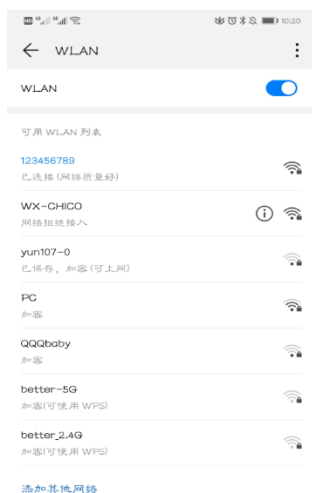 HD 4G 4G
10:20
WLAN
WLAN
可用 WLAN 列表
123456789
已连接 (网络质量好)
WX-CHICO
网络拒绝接入
yun107-0
已保存，加密 (可上网)
PC
加密
QQQbaby
加密
better-5G
加密(可使用 WPS)
better_2.4G
加密(可使用 WPS)
添加其他网络